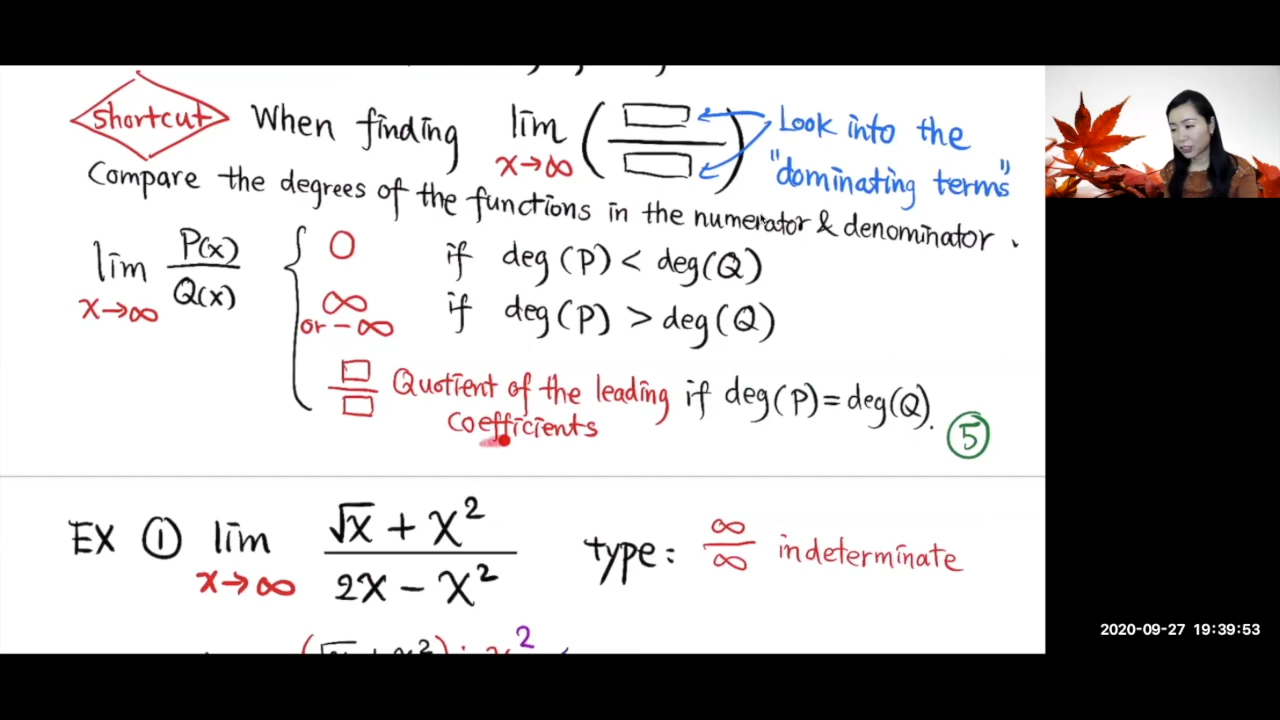 Shortcut When finding lim x→∞ (□/□) Look into the
"dominating terms"
Compare the degrees of the functions in the numerator & denominator.
lim x→∞ P(x)/Q(x) { 0 if deg(P) < deg(Q)
∞ or -∞ if deg(P) > deg(Q)
□/□ Quotient of the leading coefficients if deg(P) = deg(Q).
5
EX ① lim x→∞ (√x + x²)/(2x - x²) type: ∞/∞ indeterminate
2020-09-27 19:39:53